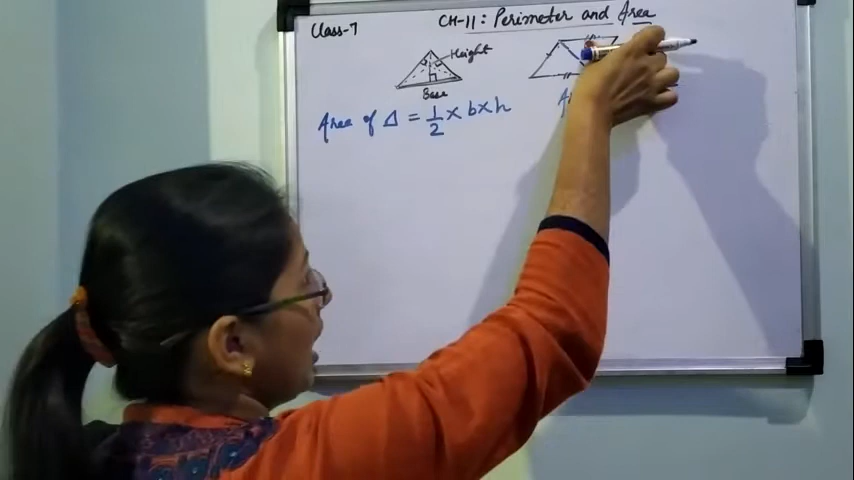 Class-7
CH-11: Perimeter and Area
Height
Base
Area of Δ = 1/2 × b × h